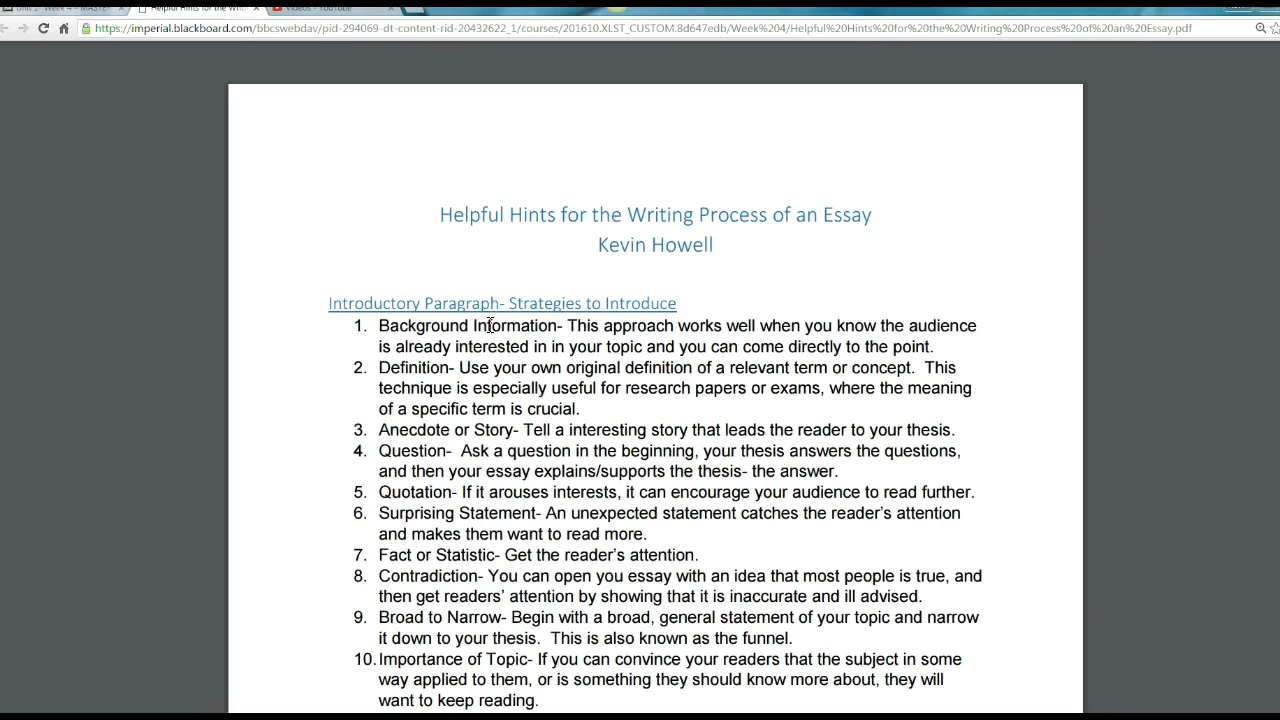 Unit 2- Week 4 – MASTER
Helpful Hints for the Writi
Videos - YouTube
https://imperial.blackboard.com/bbcswebdav/pid-294069-dt-content-rid-20432622_1/courses/201610.XLST_CUSTOM.8d647edb/Week%204/Helpful%20Hints%20for%20the%20Writing%20Process%20of%20an%20Essay.pdf
Helpful Hints for the Writing Process of an Essay
Kevin Howell
Introductory Paragraph- Strategies to Introduce
1. Background Information- This approach works well when you know the audience
is already interested in in your topic and you can come directly to the point.
2. Definition- Use your own original definition of a relevant term or concept.  This
technique is especially useful for research papers or exams, where the meaning
of a specific term is crucial.
3. Anecdote or Story- Tell a interesting story that leads the reader to your thesis.
4. Question-  Ask a question in the beginning, your thesis answers the questions,
and then your essay explains/supports the thesis- the answer.
5. Quotation- If it arouses interests, it can encourage your audience to read further.
6. Surprising Statement- An unexpected statement catches the reader’s attention
and makes them want to read more.
7. Fact or Statistic- Get the reader’s attention.
8. Contradiction- You can open you essay with an idea that most people is true, and
then get readers’ attention by showing that it is inaccurate and ill advised.
9. Broad to Narrow- Begin with a broad, general statement of your topic and narrow
it down to your thesis.  This is also known as the funnel.
10. Importance of Topic- If you can convince your readers that the subject in some
way applied to them, or is something they should know more about, they will
want to keep reading.